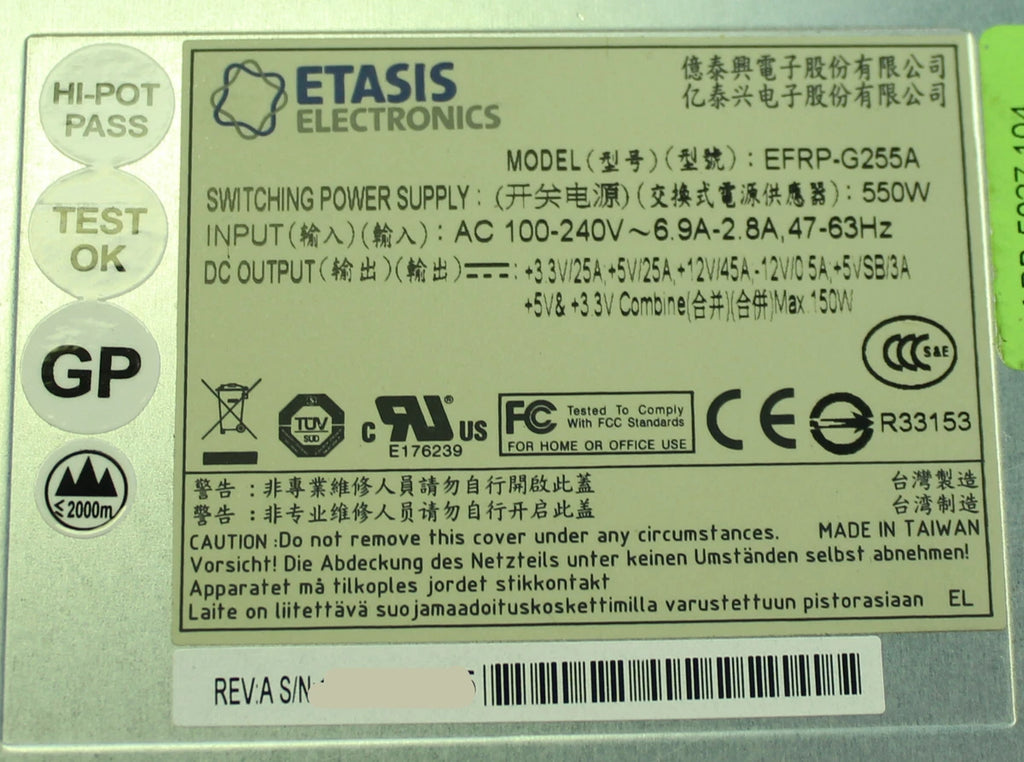 HI-POT
PASS
TEST
OK
GP
≤2000m
ETASIS
ELECTRONICS
億泰興電子股份有限公司
亿泰兴电子股份有限公司
MODEL(型号)(型號): EFRP-G255A
SWITCHING POWER SUPPLY: (开关电源)(交換式電源供應器): 550W
INPUT(輸入)(輸入): AC 100-240V~6.9A-2.8A,47-63Hz
DC OUTPUT(輸出)(輸出)⎓: +3.3V/25A,+5V/25A,+12V/45A,-12V/0.5A,+5VSB/3A
+5V& +3.3V Combine(合并)(合併)Max.150W
CCC S&E
TÜV
SUD
c RU ® US
E176239
FC Tested To Comply
With FCC Standards
FOR HOME OR OFFICE USE
CE
R33153
警告:非專業維修人員請勿自行開啟此蓋
警告:非专业维修人员请勿自行开启此盖
台灣製造
台湾制造
CAUTION :Do not remove this cover under any circumstances.
MADE IN TAIWAN
Vorsicht! Die Abdeckung des Netzteils unter keinen Umständen selbst abnehmen!
Apparatet må tilkoples jordet stikkontakt
Laite on liitettävä suojamaadoituskoskettimilla varustettuun pistorasiaan EL
REV:A S/N: